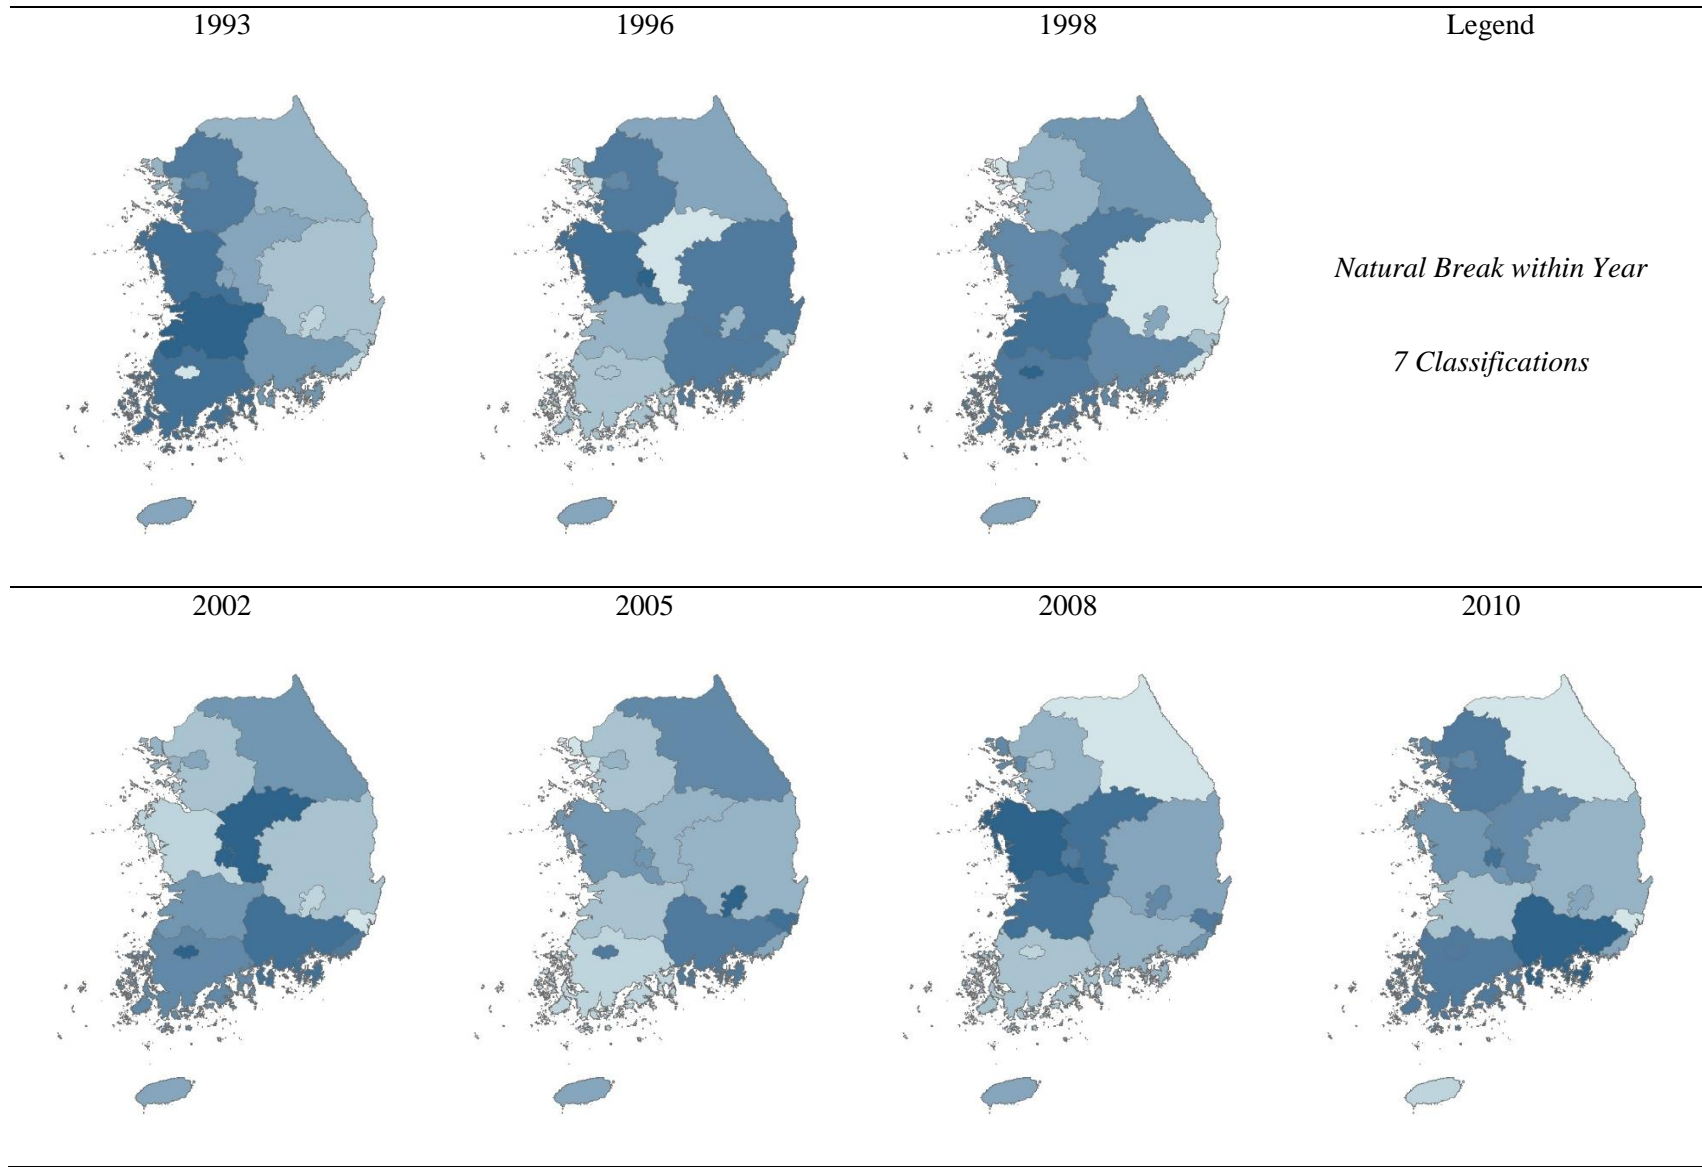 1993
1996
1998
Legend
Natural Break within Year
7 Classifications
2002
2005
2008
2010